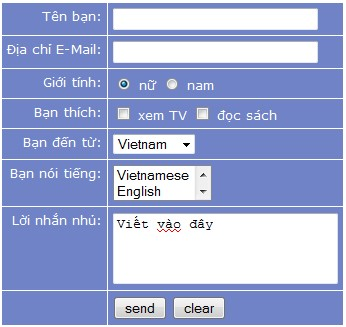 Tên bạn:
Địa chỉ E-Mail:
Giới tính: nữ nam
Bạn thích: xem TV đọc sách
Bạn đến từ: Vietnam
Bạn nói tiếng: Vietnamese
English
Lời nhắn nhủ: Viết vào đây
send clear